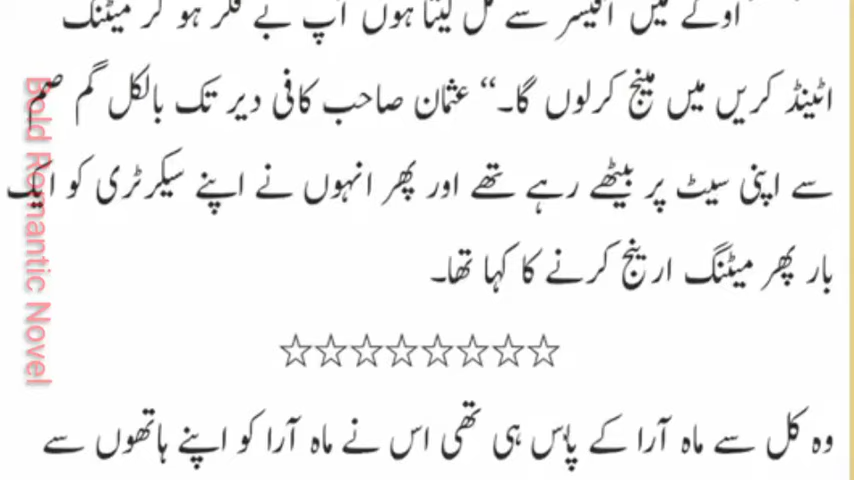 اوکے میں آفیسر سے مل لیتا ہوں آپ بے فکر ہو کر میٹنگ
اٹینڈ کریں میں مینج کرلوں گا۔“ عثمان صاحب کافی دیر تک بالکل گم صم
سے اپنی سیٹ پر بیٹھے رہے تھے اور پھر انہوں نے اپنے سیکرٹری کو ایک
بار پھر میٹنگ ارینج کرنے کا کہا تھا۔
☆☆☆☆☆☆☆☆
وہ کل سے ماہ آرا کے پاس ہی تھی اس نے ماہ آرا کو اپنے ہاتھوں سے
Bold Romantic Novel